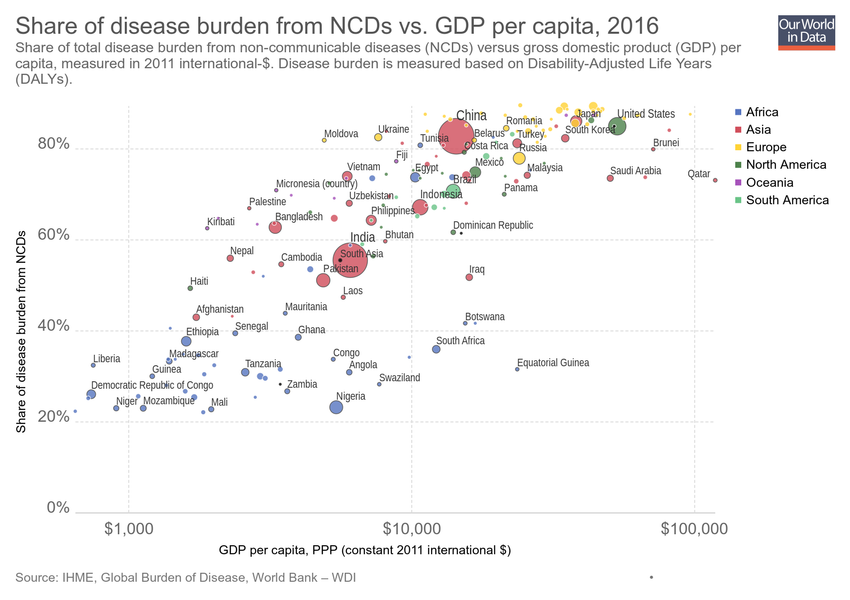 Share of disease burden from NCDs vs. GDP per capita, 2016
Our World
in Data
Share of total disease burden from non-communicable diseases (NCDs) versus gross domestic product (GDP) per
capita, measured in 2011 international-$. Disease burden is measured based on Disability-Adjusted Life Years
(DALYs).
Africa
Asia
Europe
North America
Oceania
South America
Share of disease burden from NCDs
80%
60%
40%
20%
0%
China
Japan
United States
Romania
Moldova
Ukraine
Tunisia
Belarus
Turkey
South Korea
Costa Rica
Brunei
Fiji
Russia
Vietnam
Egypt
Mexico
Malaysia
Saudi Arabia
Qatar
Micronesia (country)
Brazil
Panama
Palestine
Uzbekistan
Indonesia
Kiribati
Bangladesh
Philippines
Dominican Republic
India
Bhutan
Nepal
Cambodia
South Asia
Pakistan
Iraq
Haiti
Laos
Afghanistan
Mauritania
Botswana
Ethiopia
Senegal
Ghana
South Africa
Liberia
Madagascar
Congo
Guinea
Tanzania
Angola
Equatorial Guinea
Democratic Republic of Congo
Zambia
Swaziland
Niger
Mozambique
Mali
Nigeria
$1,000
$10,000
$100,000
GDP per capita, PPP (constant 2011 international $)
Source: IHME, Global Burden of Disease, World Bank – WDI